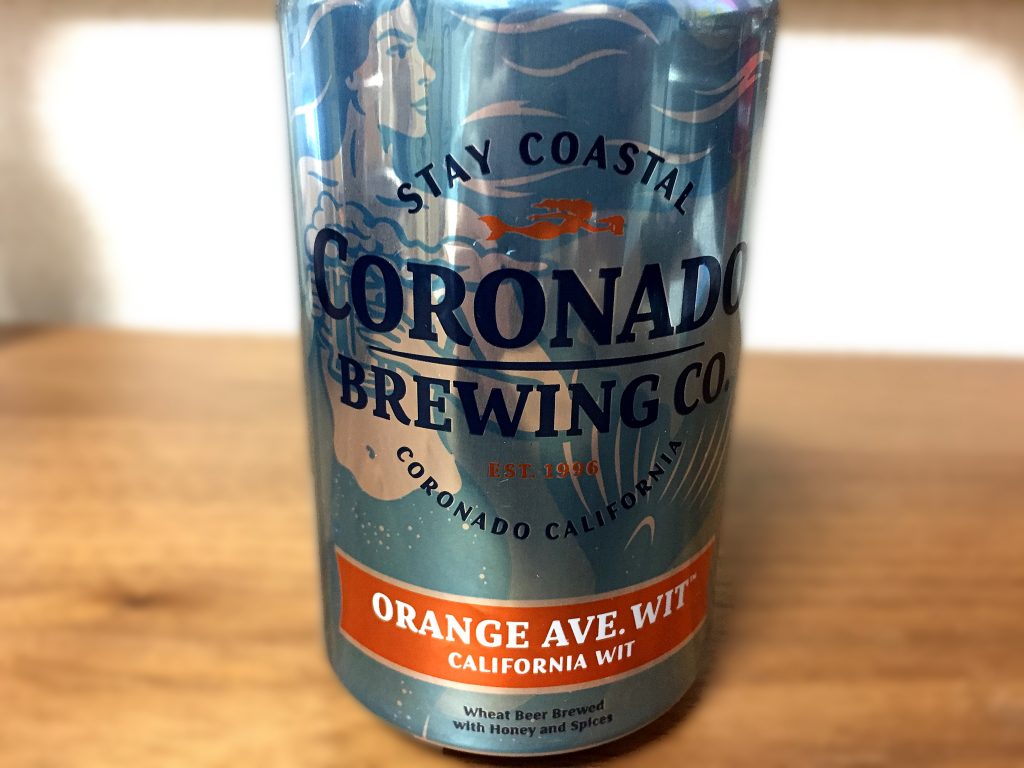 STAY COASTAL
CORONADO
BREWING CO.
EST. 1996
CORONADO CALIFORNIA
ORANGE AVE. WIT™
CALIFORNIA WIT
Wheat Beer Brewed
with Honey and Spices